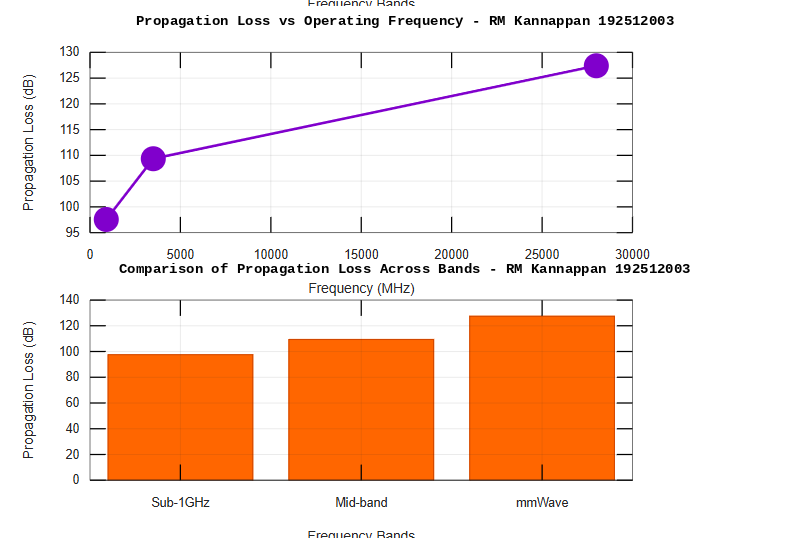 Frequency Bands
Propagation Loss vs Operating Frequency - RM Kannappan 192512003
130
125
120
115
110
105
100
95
Propagation Loss (dB)
0 5000 10000 15000 20000 25000 30000
Comparison of Propagation Loss Across Bands - RM Kannappan 192512003
Frequency (MHz)
140
120
100
80
60
40
20
0
Propagation Loss (dB)
Sub-1GHz Mid-band mmWave
Frequency Bands